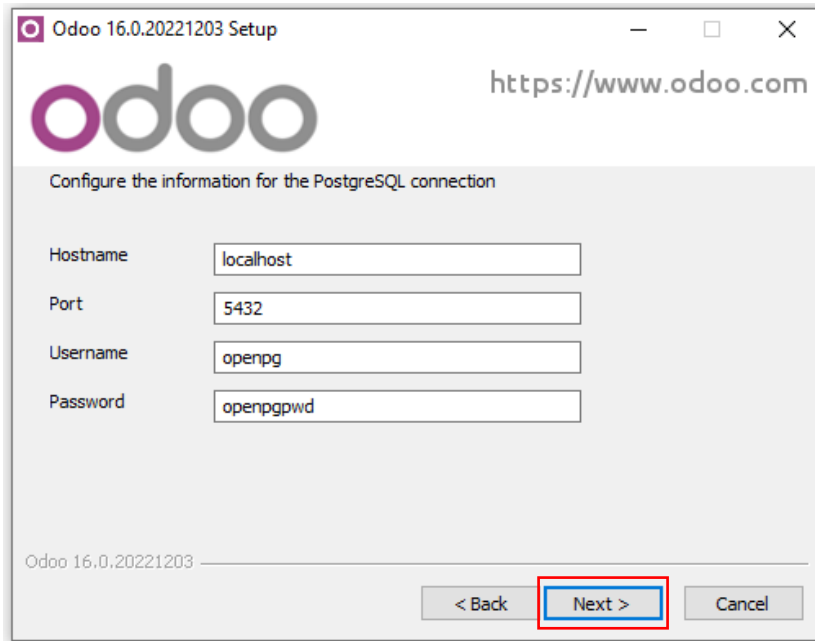 Odoo 16.0.20221203 Setup
odoo
https://www.odoo.com
Configure the information for the PostgreSQL connection
Hostname localhost
Port 5432
Username openpg
Password openpgpwd
Odoo 16.0.20221203
< Back Next > Cancel